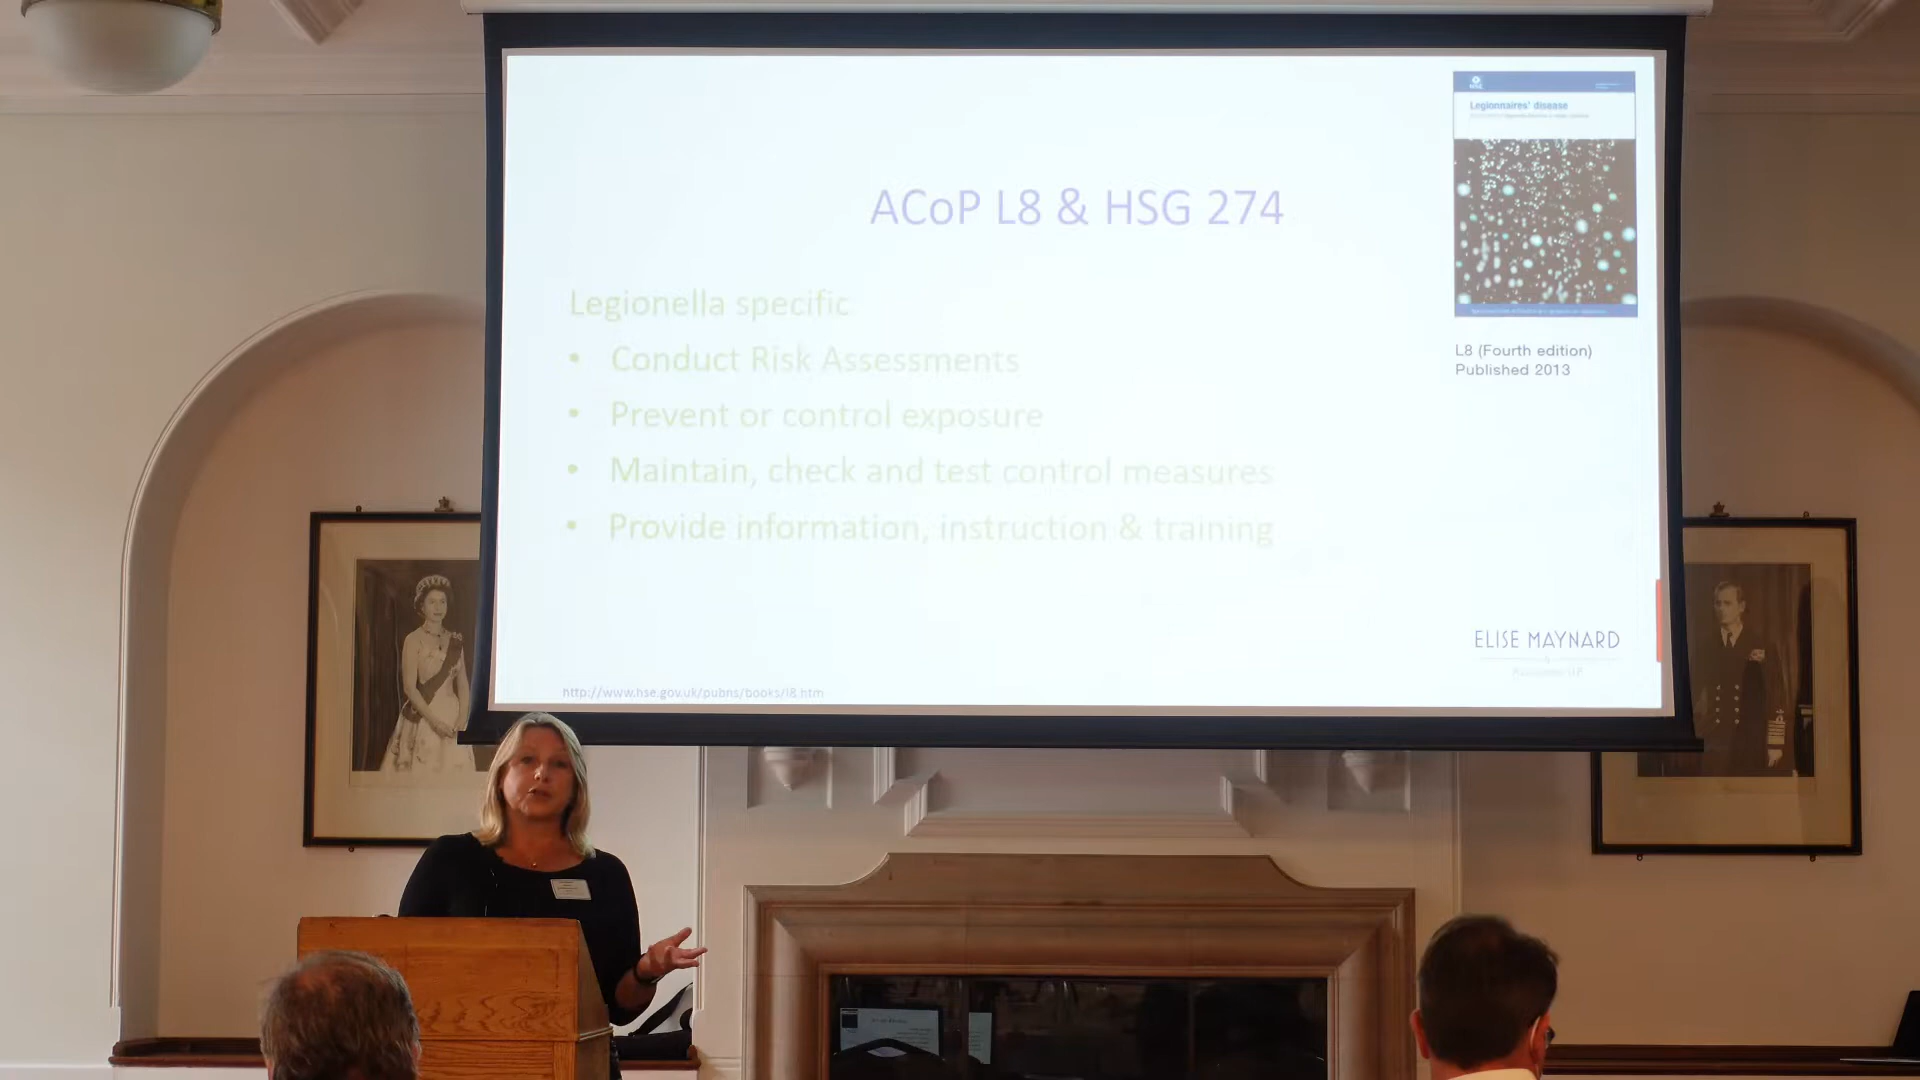 Legionnaires' disease
ACoP L8 & HSG 274
Legionella specific
• Conduct Risk Assessments
• Prevent or control exposure
• Maintain, check and test control measures
• Provide information, instruction & training
L8 (Fourth edition)
Published 2013
ELISE MAYNARD
http://www.hse.gov.uk/pubns/books/l8.htm